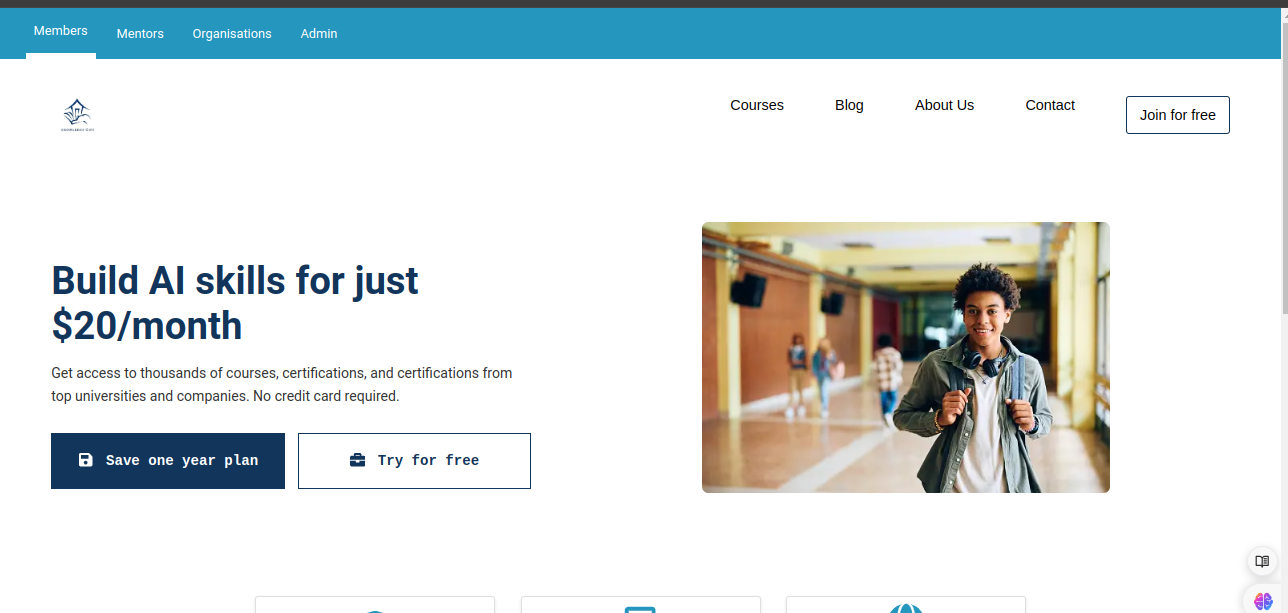 Members Mentors Organisations Admin
Courses Blog About Us Contact Join for free
Build AI skills for just
$20/month
Get access to thousands of courses, certifications, and certifications from
top universities and companies. No credit card required.
Save one year plan Try for free